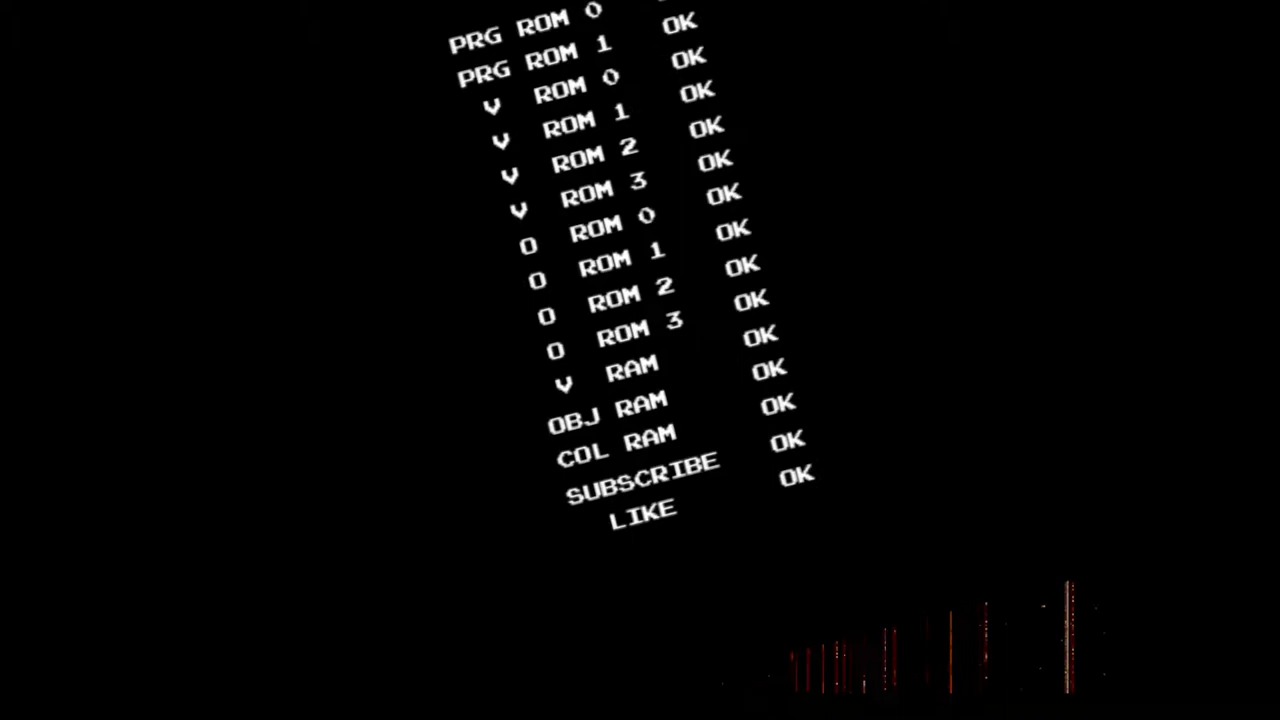 PRG ROM 0
PRG ROM 1 OK
V ROM 0 OK
V ROM 1 OK
V ROM 2 OK
V ROM 3 OK
O ROM 0 OK
O ROM 1 OK
O ROM 2 OK
O ROM 3 OK
V RAM OK
OBJ RAM OK
COL RAM OK
SUBSCRIBE OK
LIKE OK